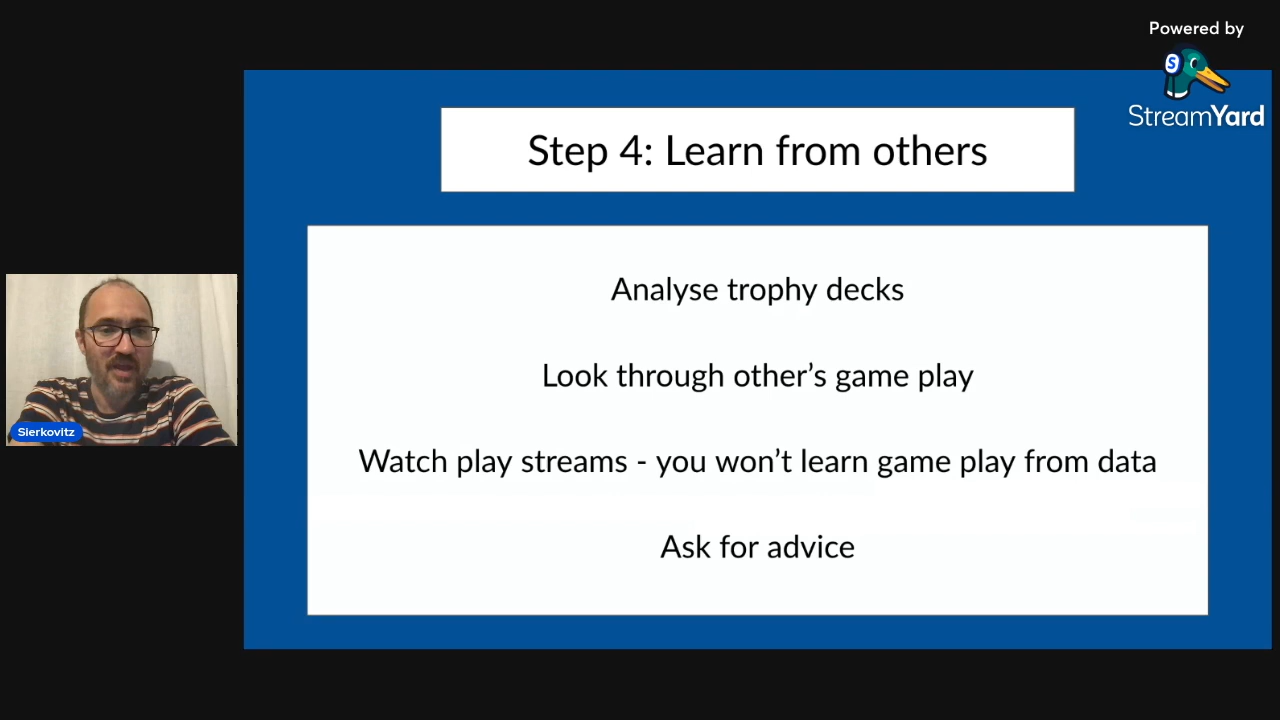 Powered by
S
StreamYard
Step 4: Learn from others
Analyse trophy decks
Look through other’s game play
Watch play streams - you won’t learn game play from data
Ask for advice
Sierkovitz